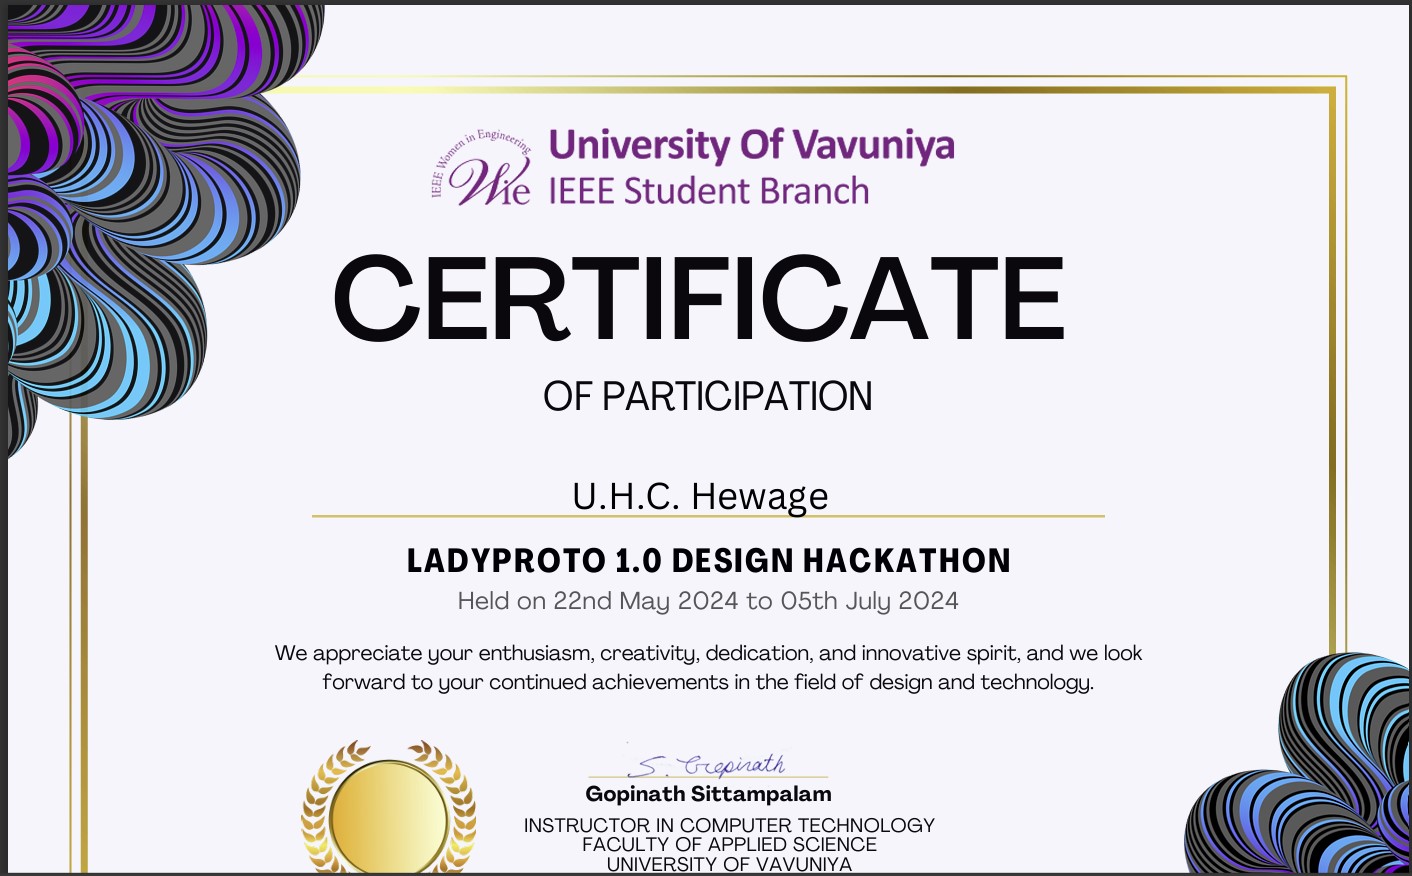 IEEE Women in Engineering
Wie
University Of Vavuniya
IEEE Student Branch
CERTIFICATE
OF PARTICIPATION
U.H.C. Hewage
LADYPROTO 1.0 DESIGN HACKATHON
Held on 22nd May 2024 to 05th July 2024
We appreciate your enthusiasm, creativity, dedication, and innovative spirit, and we look
forward to your continued achievements in the field of design and technology.
S. Gopinath
Gopinath Sittampalam
INSTRUCTOR IN COMPUTER TECHNOLOGY
FACULTY OF APPLIED SCIENCE
UNIVERSITY OF VAVUNIYA